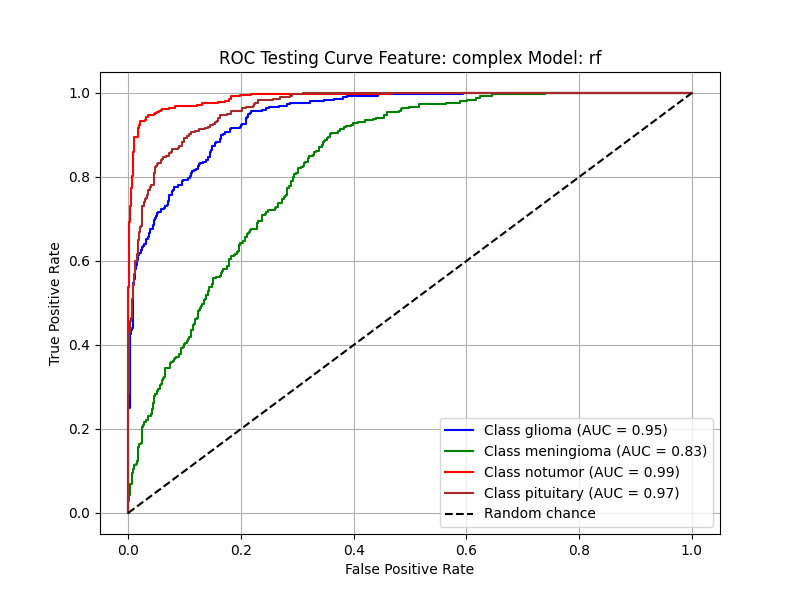 ROC Testing Curve Feature: complex Model: rf
True Positive Rate
1.0
0.8
0.6
0.4
0.2
0.0
Class glioma (AUC = 0.95)
Class meningioma (AUC = 0.83)
Class notumor (AUC = 0.99)
Class pituitary (AUC = 0.97)
Random chance
0.0 0.2 0.4 0.6 0.8 1.0
False Positive Rate